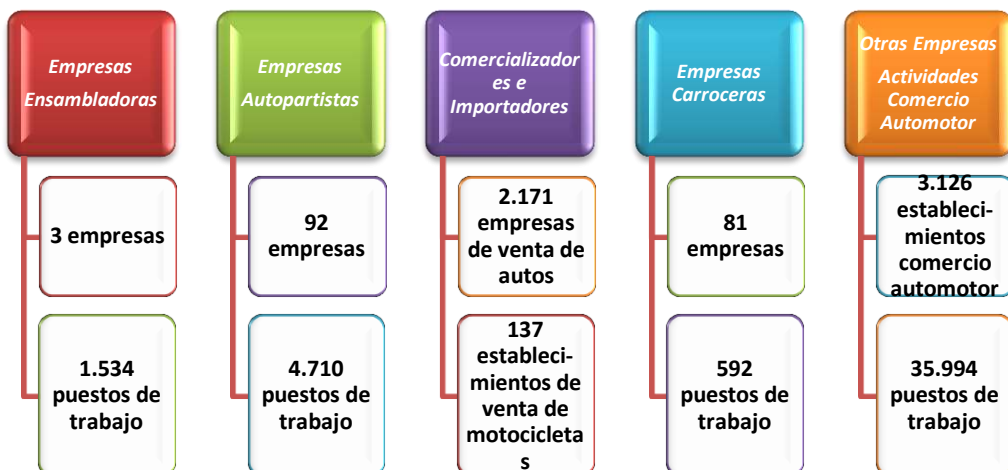 Empresas
Ensambladoras
Empresas
Autopartistas
Comercializador
es e
Importadores
Empresas
Carroceras
Otras Empresas
Actividades
Comercio
Automotor
3 empresas
92
empresas
2.171
empresas
de venta de
autos
81
empresas
3.126
estableci-
mientos
comercio
automotor
1.534
puestos de
trabajo
4.710
puestos de
trabajo
137
estableci-
mientos de
venta de
motocicleta
s
592
puestos de
trabajo
35.994
puestos de
trabajo